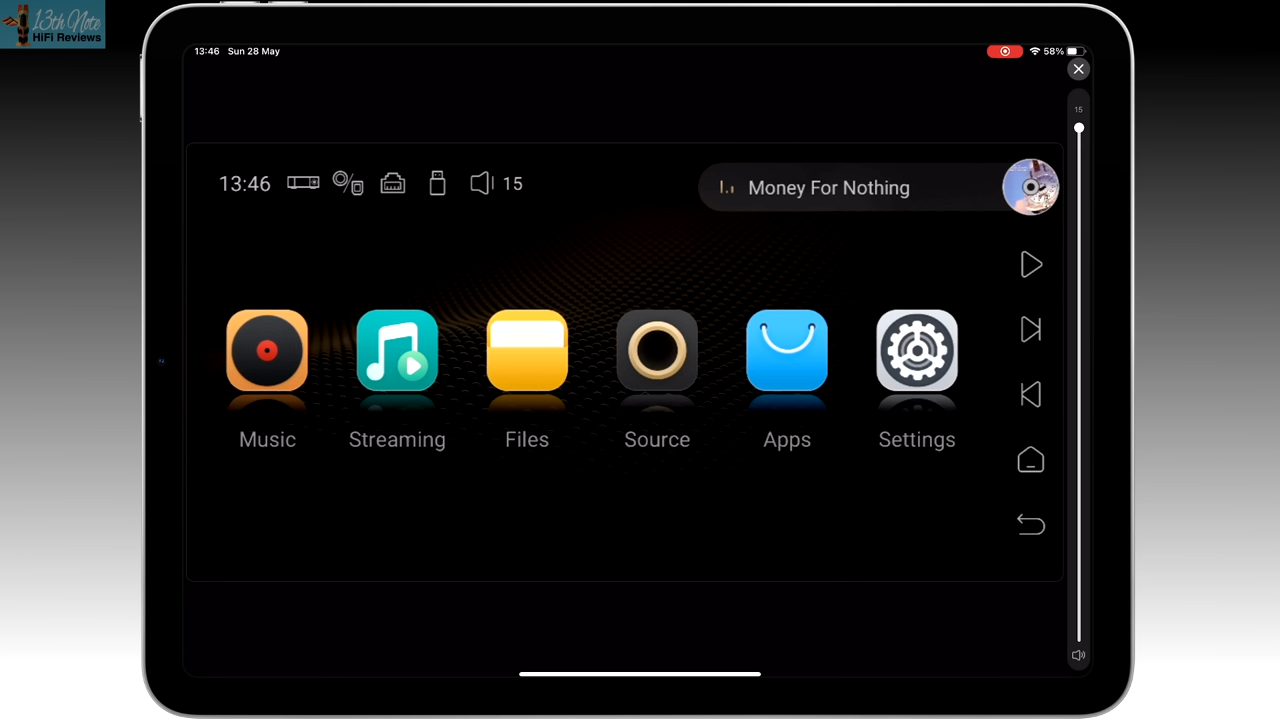 13th Note
HiFi Reviews
13:46 Sun 28 May
58%
15
13:46
15
Money For Nothing
Music
Streaming
Files
Source
Apps
Settings